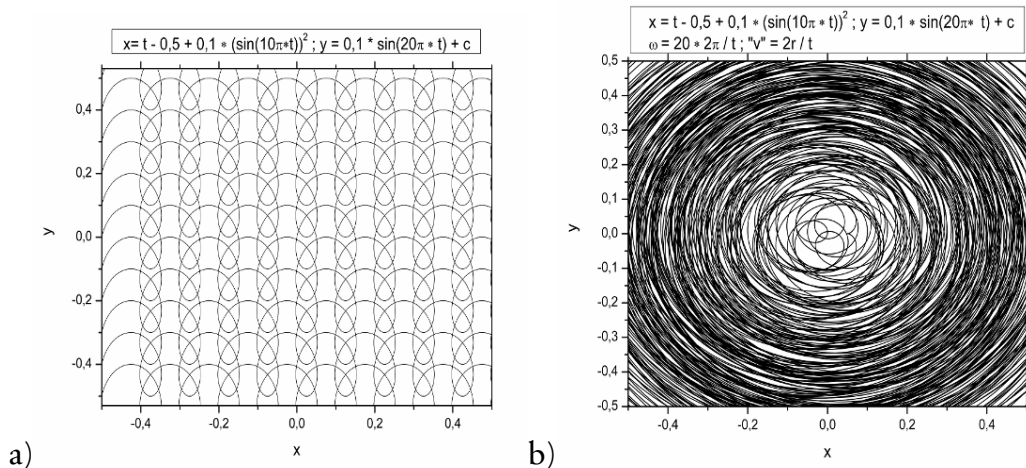 x= t - 0,5 + 0,1 * (sin(10π*t))² ; y = 0,1 * sin(20π* t) + c
0,4
0,2
0,0
-0,2
-0,4
y
-0,4 -0,2 0,0 0,2 0,4
x
a)
x = t - 0,5 + 0,1 * (sin(10π * t))² ; y = 0,1 * sin(20π* t) + c
ω = 20 * 2π / t ; "v" = 2r / t
0,5
0,4
0,3
0,2
0,1
0,0
-0,1
-0,2
-0,3
-0,4
-0,5
y
-0,4 -0,2 0,0 0,2 0,4
x
b)